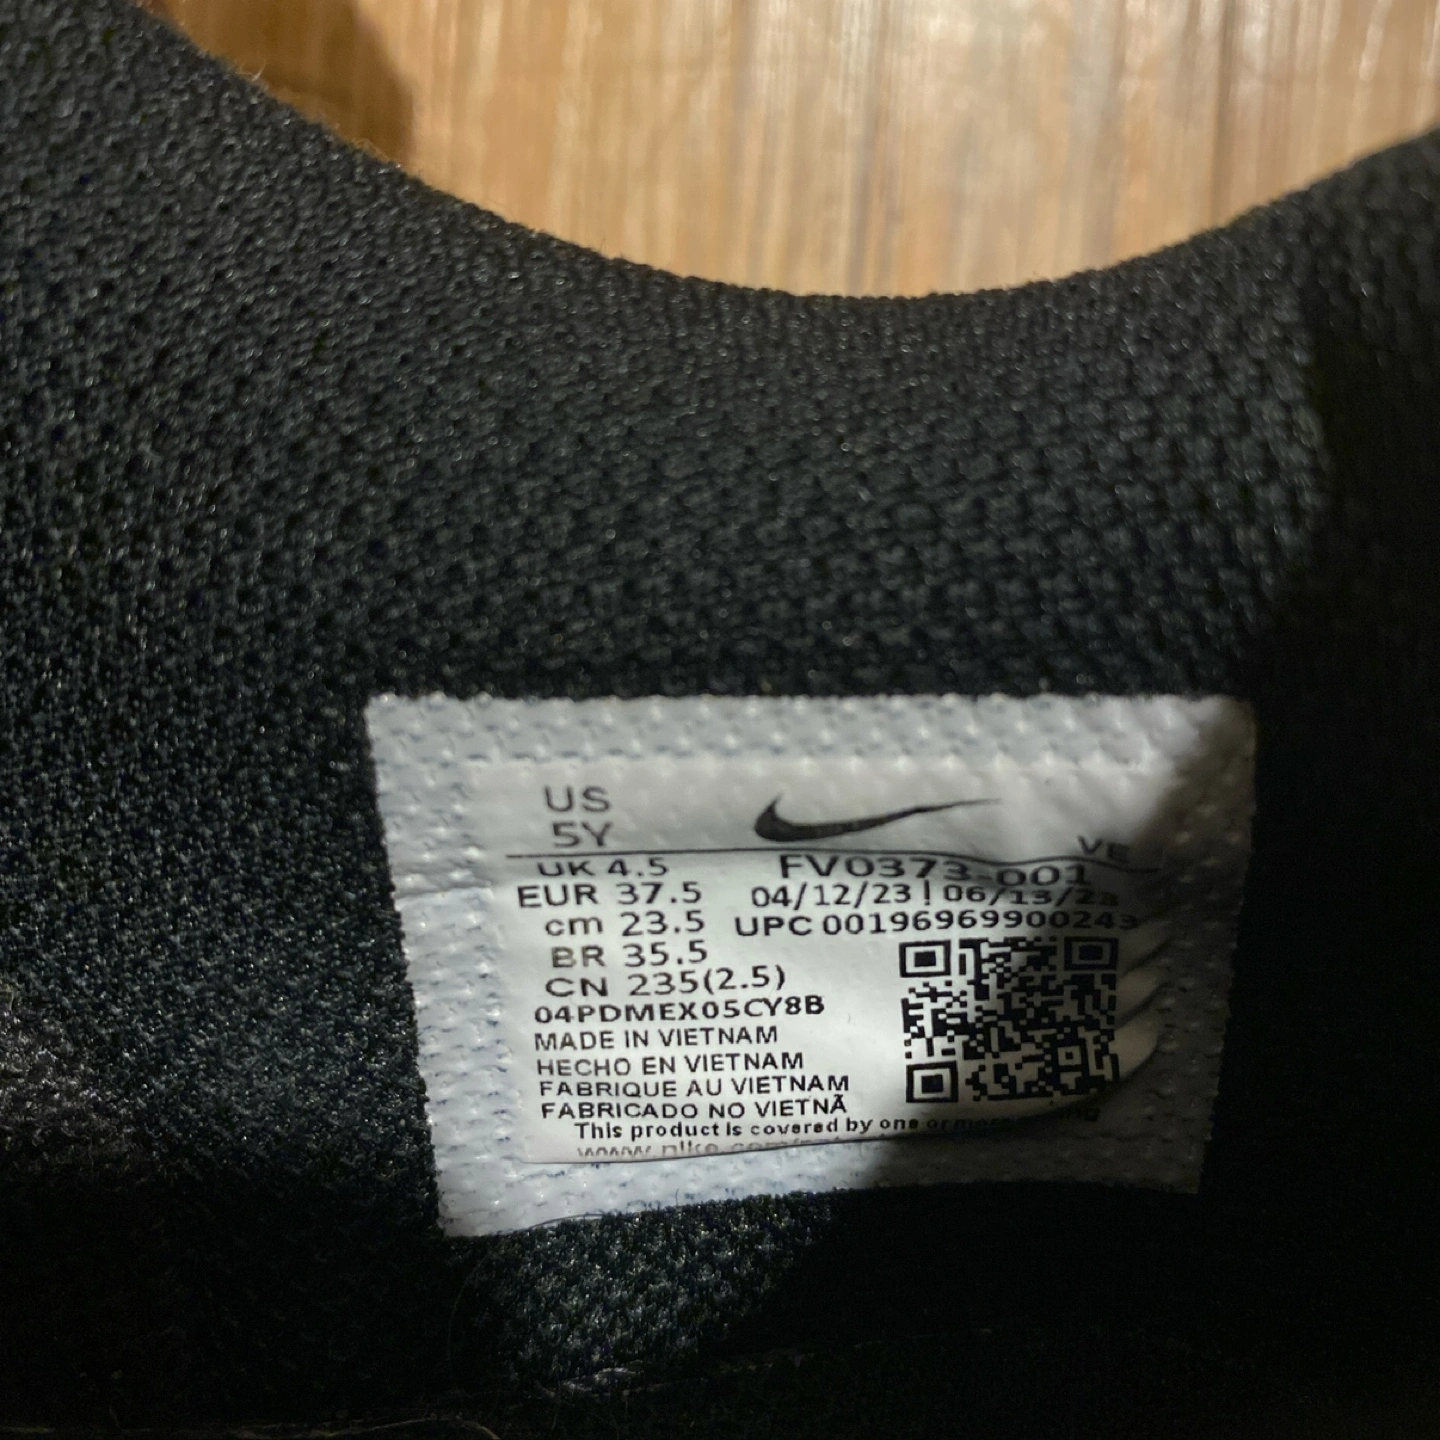 US
5Y
VE
UK 4.5
FV0373-001
EUR 37.5
04/12/23 | 06/13/23
cm 23.5
UPC 00196969900243
BR 35.5
CN 235(2.5)
04PDMEX05CY8B
MADE IN VIETNAM
HECHO EN VIETNAM
FABRIQUE AU VIETNAM
FABRICADO NO VIETNÃ
This product is covered by one or more